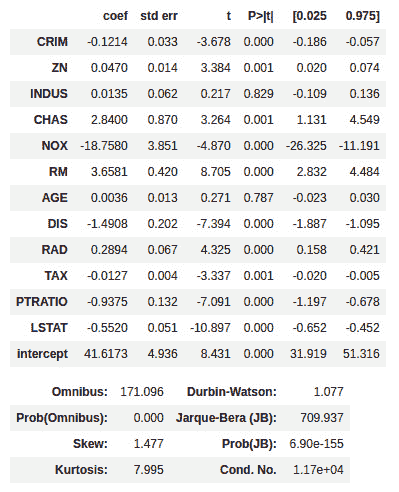 coef std err t P>|t| [0.025 0.975]
CRIM -0.1214 0.033 -3.678 0.000 -0.186 -0.057
ZN 0.0470 0.014 3.384 0.001 0.020 0.074
INDUS 0.0135 0.062 0.217 0.829 -0.109 0.136
CHAS 2.8400 0.870 3.264 0.001 1.131 4.549
NOX -18.7580 3.851 -4.870 0.000 -26.325 -11.191
RM 3.6581 0.420 8.705 0.000 2.832 4.484
AGE 0.0036 0.013 0.271 0.787 -0.023 0.030
DIS -1.4908 0.202 -7.394 0.000 -1.887 -1.095
RAD 0.2894 0.067 4.325 0.000 0.158 0.421
TAX -0.0127 0.004 -3.337 0.001 -0.020 -0.005
PTRATIO -0.9375 0.132 -7.091 0.000 -1.197 -0.678
LSTAT -0.5520 0.051 -10.897 0.000 -0.652 -0.452
intercept 41.6173 4.936 8.431 0.000 31.919 51.316
Omnibus: 171.096 Durbin-Watson: 1.077
Prob(Omnibus): 0.000 Jarque-Bera (JB): 709.937
Skew: 1.477 Prob(JB): 6.90e-155
Kurtosis: 7.995 Cond. No. 1.17e+04